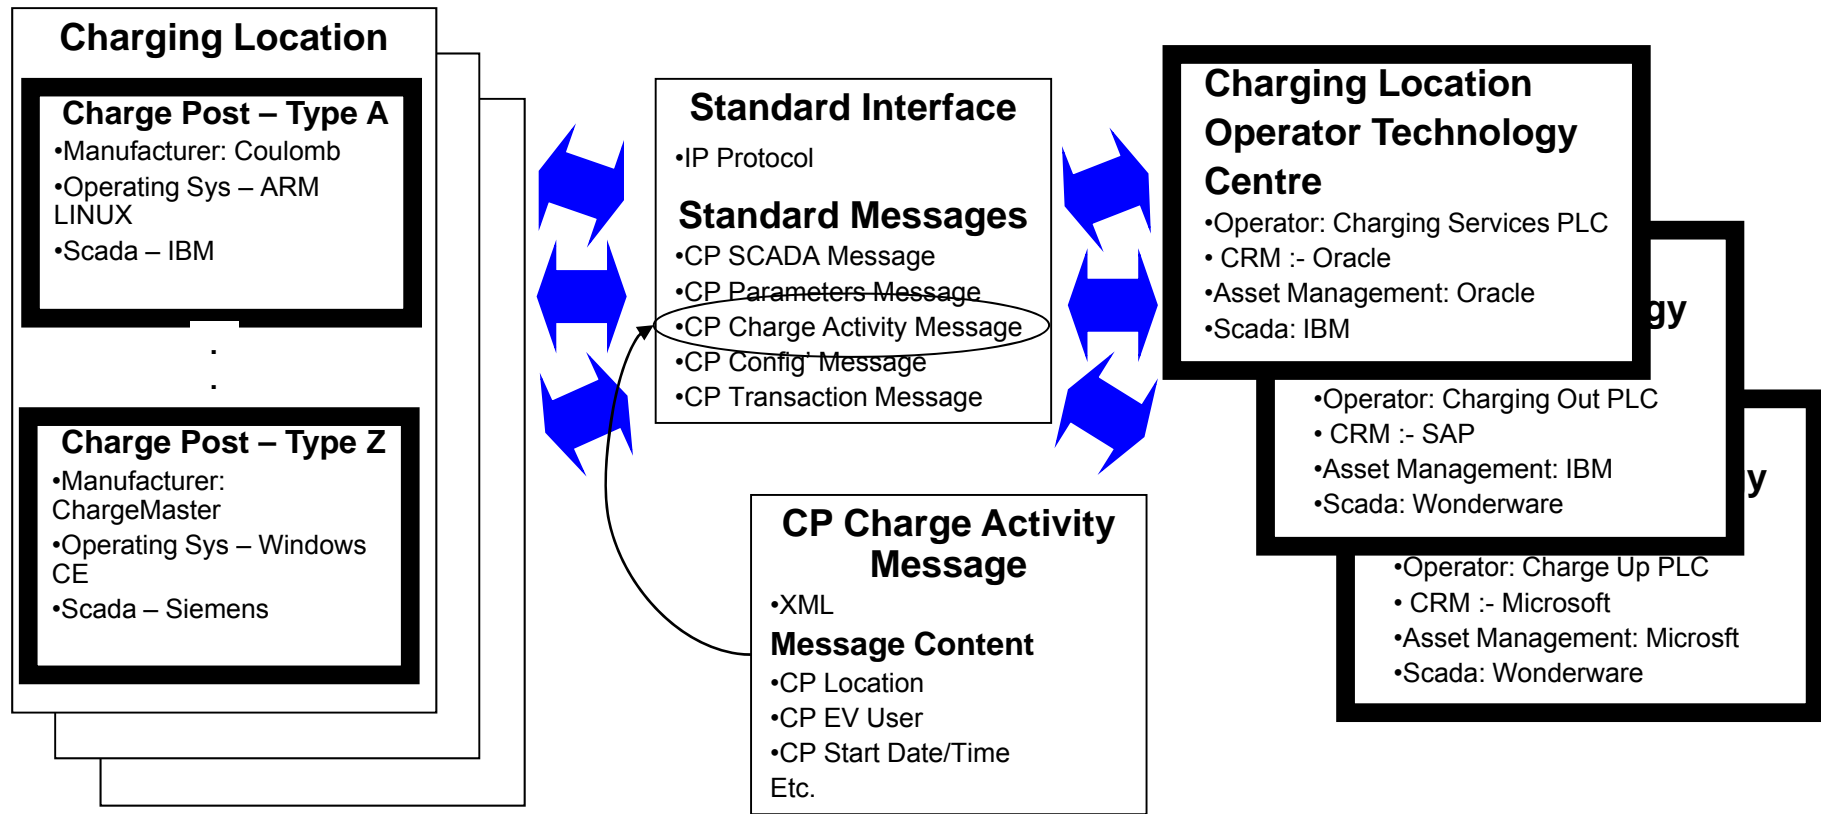 Charging Location
Charge Post – Type A
•Manufacturer: Coulomb
•Operating Sys – ARM
LINUX
•Scada – IBM
.
.
Charge Post – Type Z
•Manufacturer:
ChargeMaster
•Operating Sys – Windows
CE
•Scada – Siemens
Standard Interface
•IP Protocol
Standard Messages
•CP SCADA Message
•CP Parameters Message
•CP Charge Activity Message
•CP Config’ Message
•CP Transaction Message
CP Charge Activity
Message
•XML
Message Content
•CP Location
•CP EV User
•CP Start Date/Time
Etc.
Charging Location
Operator Technology
Centre
•Operator: Charging Services PLC
• CRM :- Oracle
•Asset Management: Oracle
•Scada: IBM
gy
•Operator: Charging Out PLC
• CRM :- SAP
•Asset Management: IBM
•Scada: Wonderware
y
•Operator: Charge Up PLC
• CRM :- Microsoft
•Asset Management: Microsft
•Scada: Wonderware